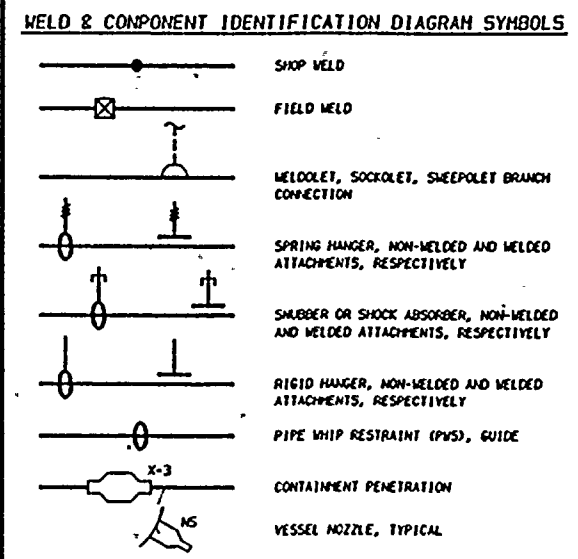 WELD & COMPONENT IDENTIFICATION DIAGRAM SYMBOLS
SHOP WELD
FIELD WELD
WELDOLET, SOCKOLET, SWEEPOLET BRANCH
CONNECTION
SPRING HANGER, NON-WELDED AND WELDED
ATTACHMENTS, RESPECTIVELY
SNUBBER OR SHOCK ABSORBER, NON-WELDED
AND WELDED ATTACHMENTS, RESPECTIVELY
RIGID HANGER, NON-WELDED AND WELDED
ATTACHMENTS, RESPECTIVELY
PIPE WHIP RESTRAINT (PWS), GUIDE
X-3
CONTAINMENT PENETRATION
N5
VESSEL NOZZLE, TYPICAL